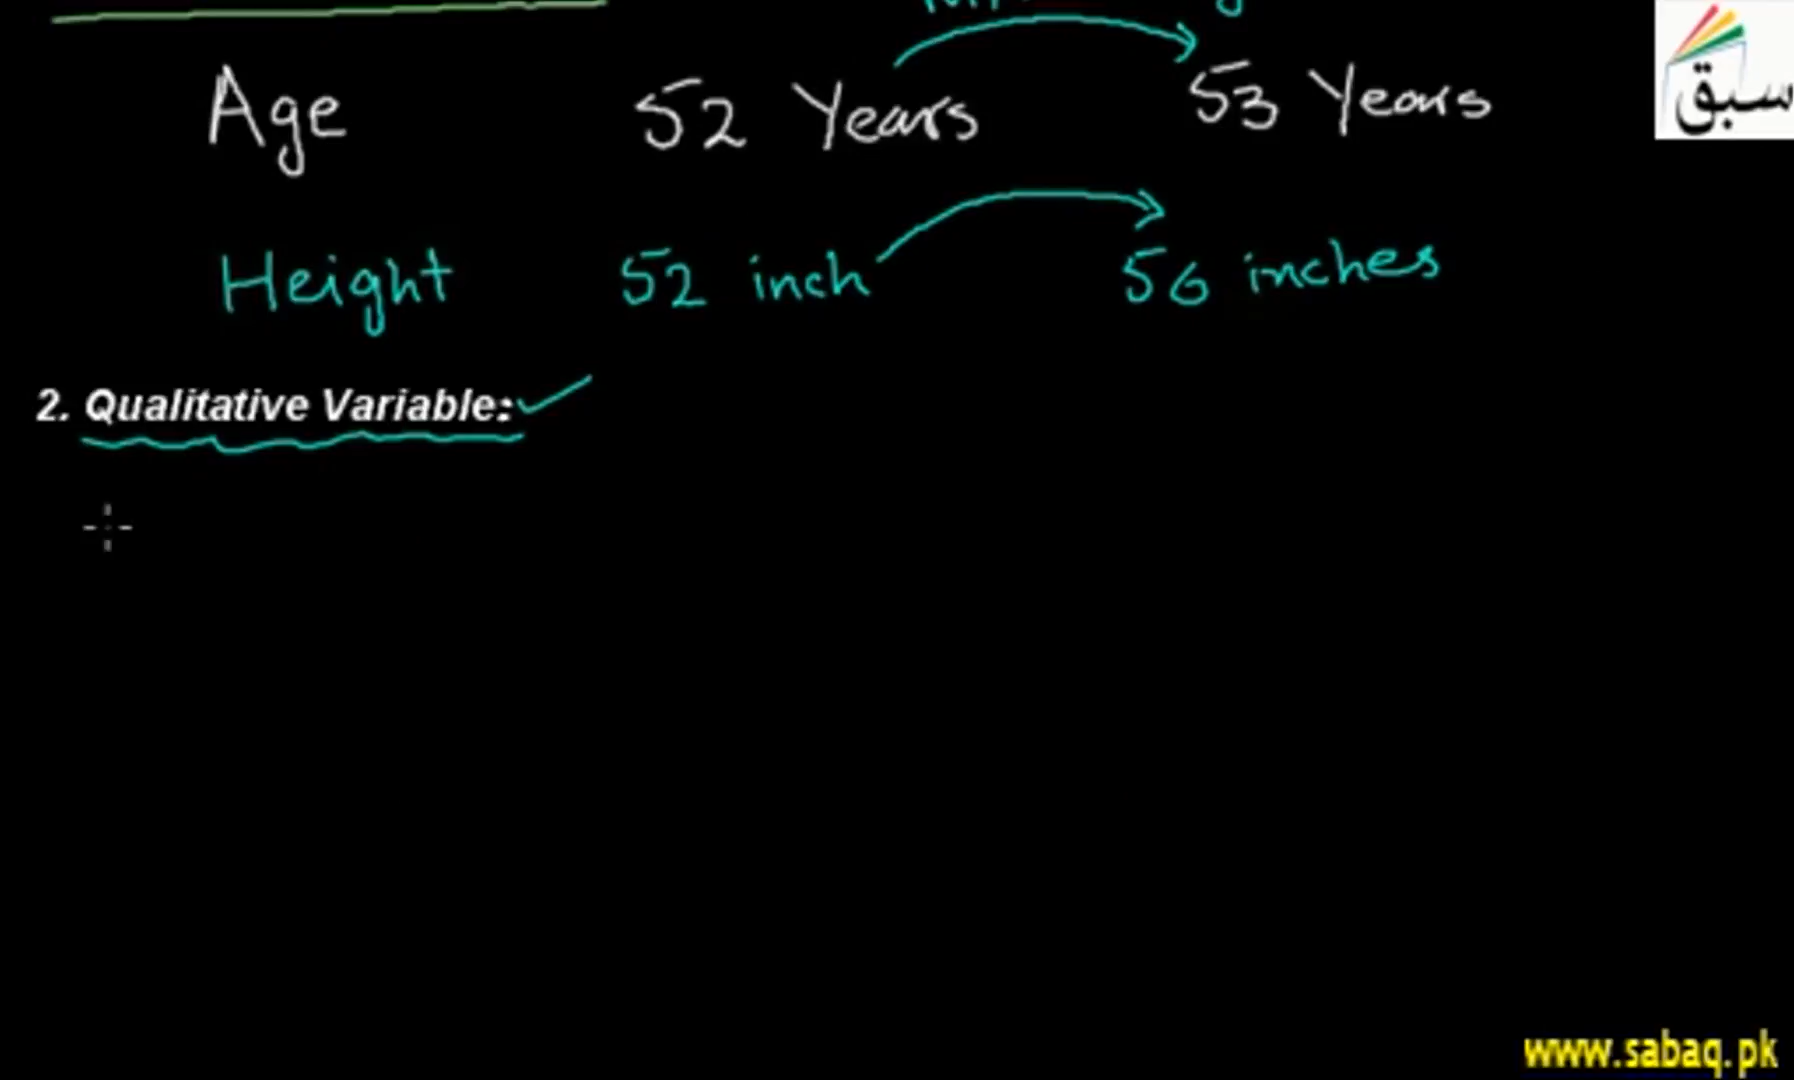 Age 52 Years 53 Years
سبق
Height 52 inch 56 inches
2. Qualitative Variable:
www.sabaq.pk